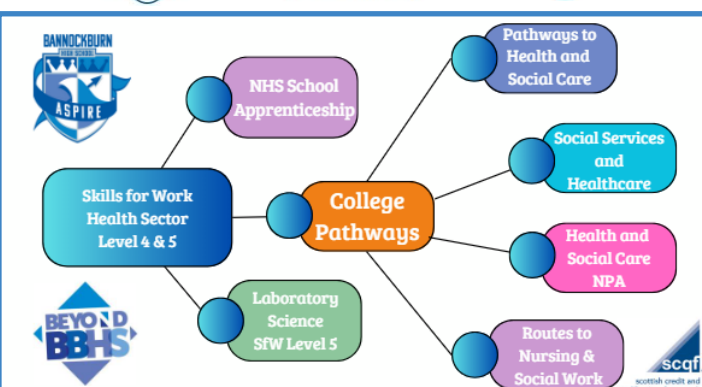 BANNOCKBURN
HIGH SCHOOL
ASPIRE
NHS School
Apprenticeship
Pathways to
Health and
Social Care
Social Services
and
Healthcare
Skills for Work
Health Sector
Level 4 & 5
College
Pathways
Health and
Social Care
NPA
Laboratory
Science
SfW Level 5
BEYOND
BBHS
Routes to
Nursing &
Social Work
scqf
scottish credit and